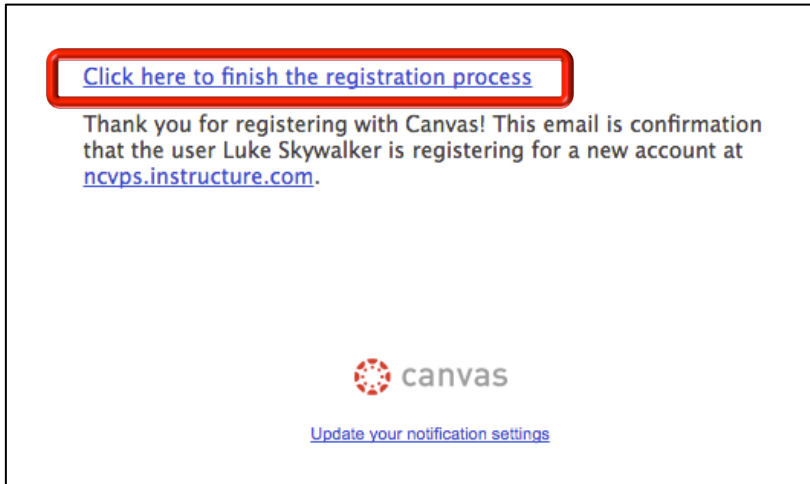 Click here to finish the registration process
Thank you for registering with Canvas! This email is confirmation
that the user Luke Skywalker is registering for a new account at
ncvps.instructure.com.
canvas
Update your notification settings